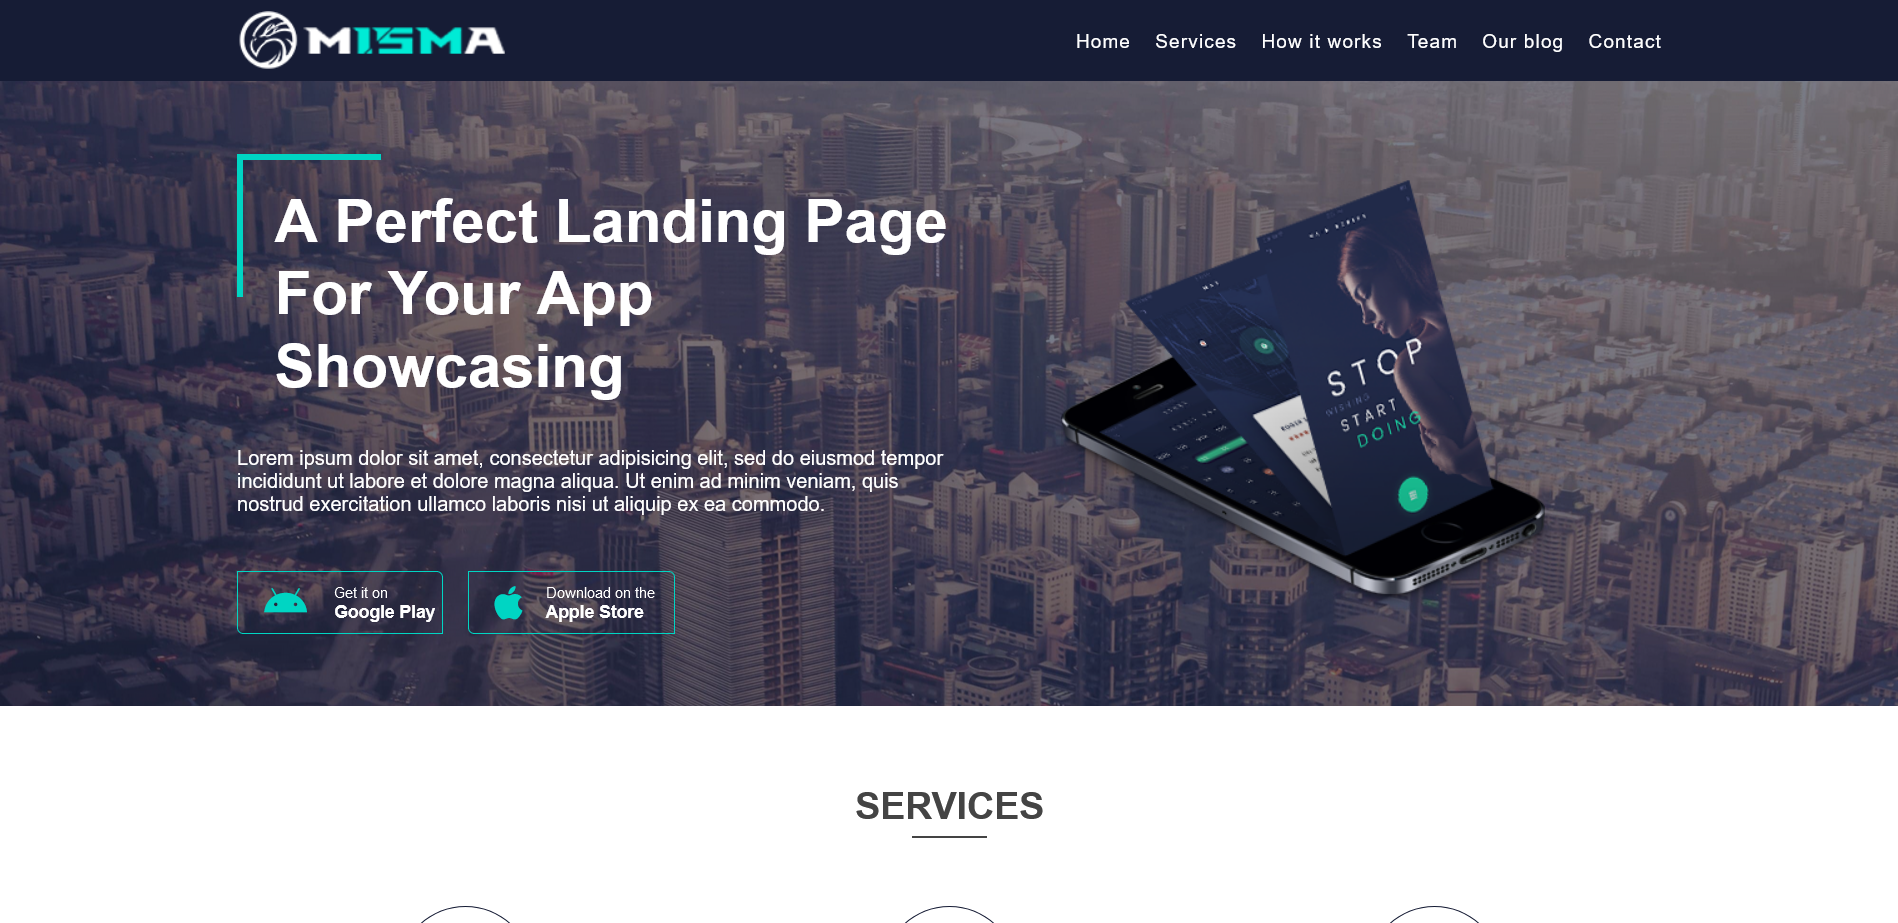 MISMA
Home Services How it works Team Our blog Contact
A Perfect Landing Page
For Your App
Showcasing
STOP
WISHING
START
DOING
Lorem ipsum dolor sit amet, consectetur adipisicing elit, sed do eiusmod tempor
incididunt ut labore et dolore magna aliqua. Ut enim ad minim veniam, quis
nostrud exercitation ullamco laboris nisi ut aliquip ex ea commodo.
Get it on
Google Play
Download on the
Apple Store
SERVICES